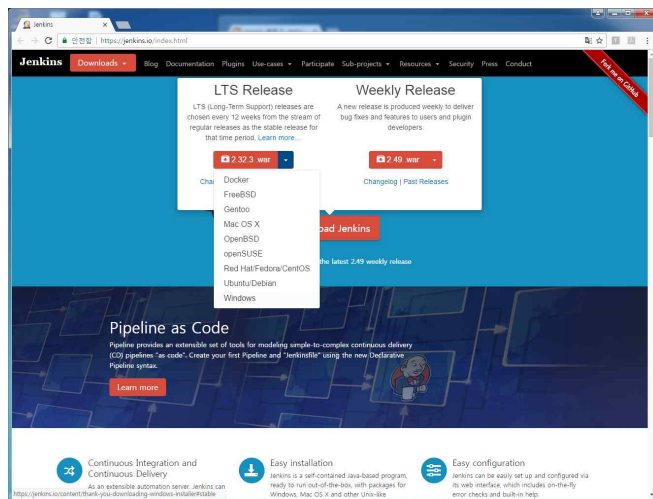 Jenkins
안전함 | https://jenkins.io/index.html
Jenkins Downloads Blog Documentation Plugins Use-cases Participate Sub-projects Resources Security Press Conduct
Fork me on GitHub
LTS Release
LTS (Long-Term Support) releases are
chosen every 12 weeks from the stream of
regular releases as the stable release for
that time period. Learn more...
2.32.3 .war
Weekly Release
A new release is produced weekly to deliver
bug fixes and features to users and plugin
developers.
2.49 .war
Changelog | Past Releases
Docker
FreeBSD
Gentoo
Mac OS X
OpenBSD
openSUSE
Red Hat/Fedora/CentOS
Ubuntu/Debian
Windows
Jenkins
the latest 2.49 weekly release
Pipeline as Code
Pipeline provides an extensible set of tools for modeling simple-to-complex continuous delivery
(CD) pipelines "as code". Create your first Pipeline and "Jenkinsfile" using the new Declarative
Pipeline syntax.
Learn more
Continuous Integration and
Continuous Delivery
As an extensible automation server, Jenkins can
Easy installation
Jenkins is a self-contained Java-based program,
ready to run out-of-the-box, with packages for
Windows, Mac OS X and other Unix-like
Easy configuration
Jenkins can be easily set up and configured via
its web interface, which includes on-the-fly
error checks and built-in help.
https://jenkins.io/content/thank-you-downloading-windows-installer#stable